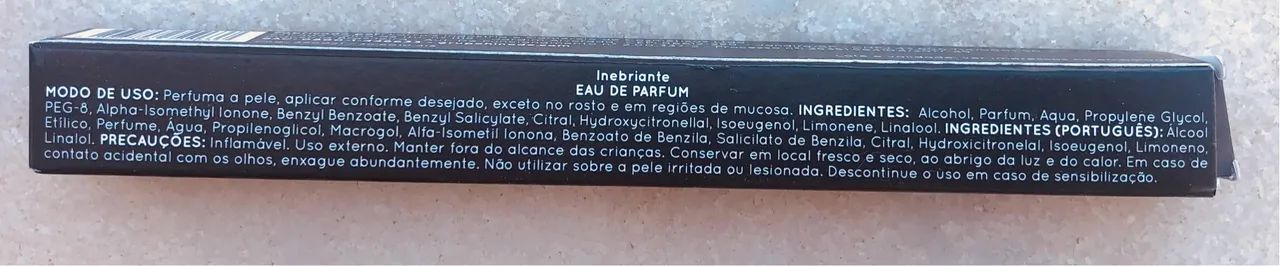 Inebriante
EAU DE PARFUM
MODO DE USO: Perfuma a pele, aplicar conforme desejado, exceto no rosto e em regiões de mucosa. INGREDIENTES: Alcohol, Parfum, Aqua, Propylene Glycol,
PEG-8, Alpha-Isomethyl Ionone, Benzyl Benzoate, Benzyl Salicylate, Citral, Hydroxycitronellal, Isoeugenol, Limonene, Linalool. INGREDIENTES (PORTUGUÊS): Álcool
Etílico, Perfume, Água, Propilenoglicol, Macrogol, Alfa-Isometil Ionona, Benzoato de Benzila, Salicilato de Benzila, Citral, Hydroxicitronelal, Isoeugenol, Limoneno,
Linalol. PRECAUÇÕES: Inflamável. Uso externo. Manter fora do alcance das crianças. Conservar em local fresco e seco, ao abrigo da luz e do calor. Em caso de
contato acidental com os olhos, enxague abundantemente. Não utilizar sobre a pele irritada ou lesionada. Descontinue o uso em caso de sensibilização.